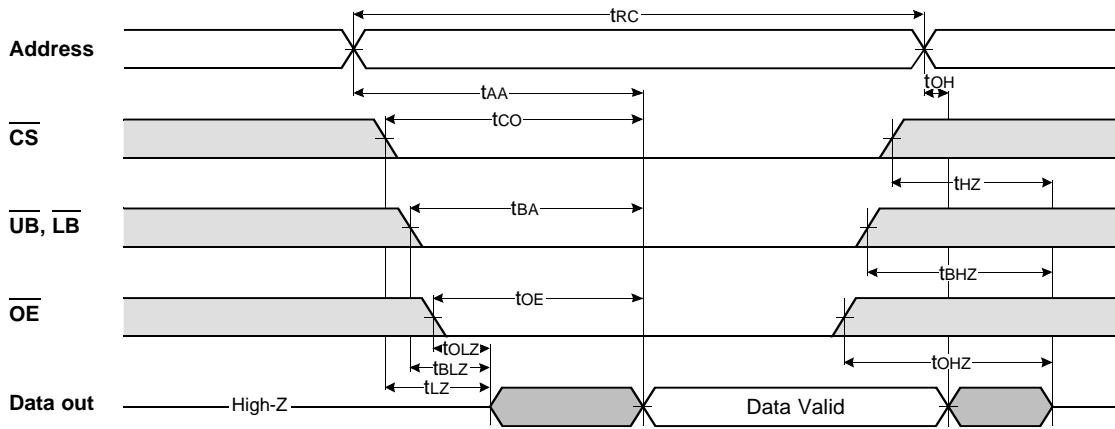 tRC
Address
tOH
tAA
CS
tCO
tHZ
UB, LB
tBA
tBHZ
OE
tOE
tOLZ
tOHZ
tBLZ
tLZ
Data out
High-Z
Data Valid